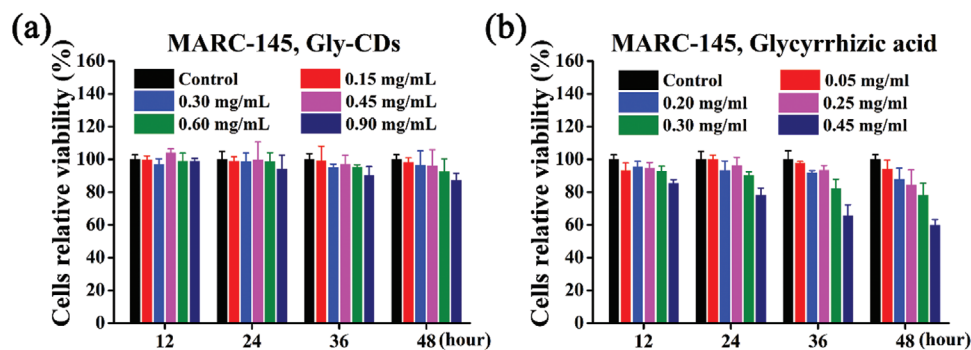 (a)
MARC-145, Gly-CDs
Cells relative viability (%)
160
140
120
100
80
60
40
20
0
Control
0.15 mg/mL
0.30 mg/mL
0.45 mg/mL
0.60 mg/mL
0.90 mg/mL
12 24 36 48 (hour)
(b)
MARC-145, Glycyrrhizic acid
Cells relative viability (%)
160
140
120
100
80
60
40
20
0
Control
0.05 mg/ml
0.20 mg/ml
0.25 mg/ml
0.30 mg/ml
0.45 mg/ml
12 24 36 48 (hour)